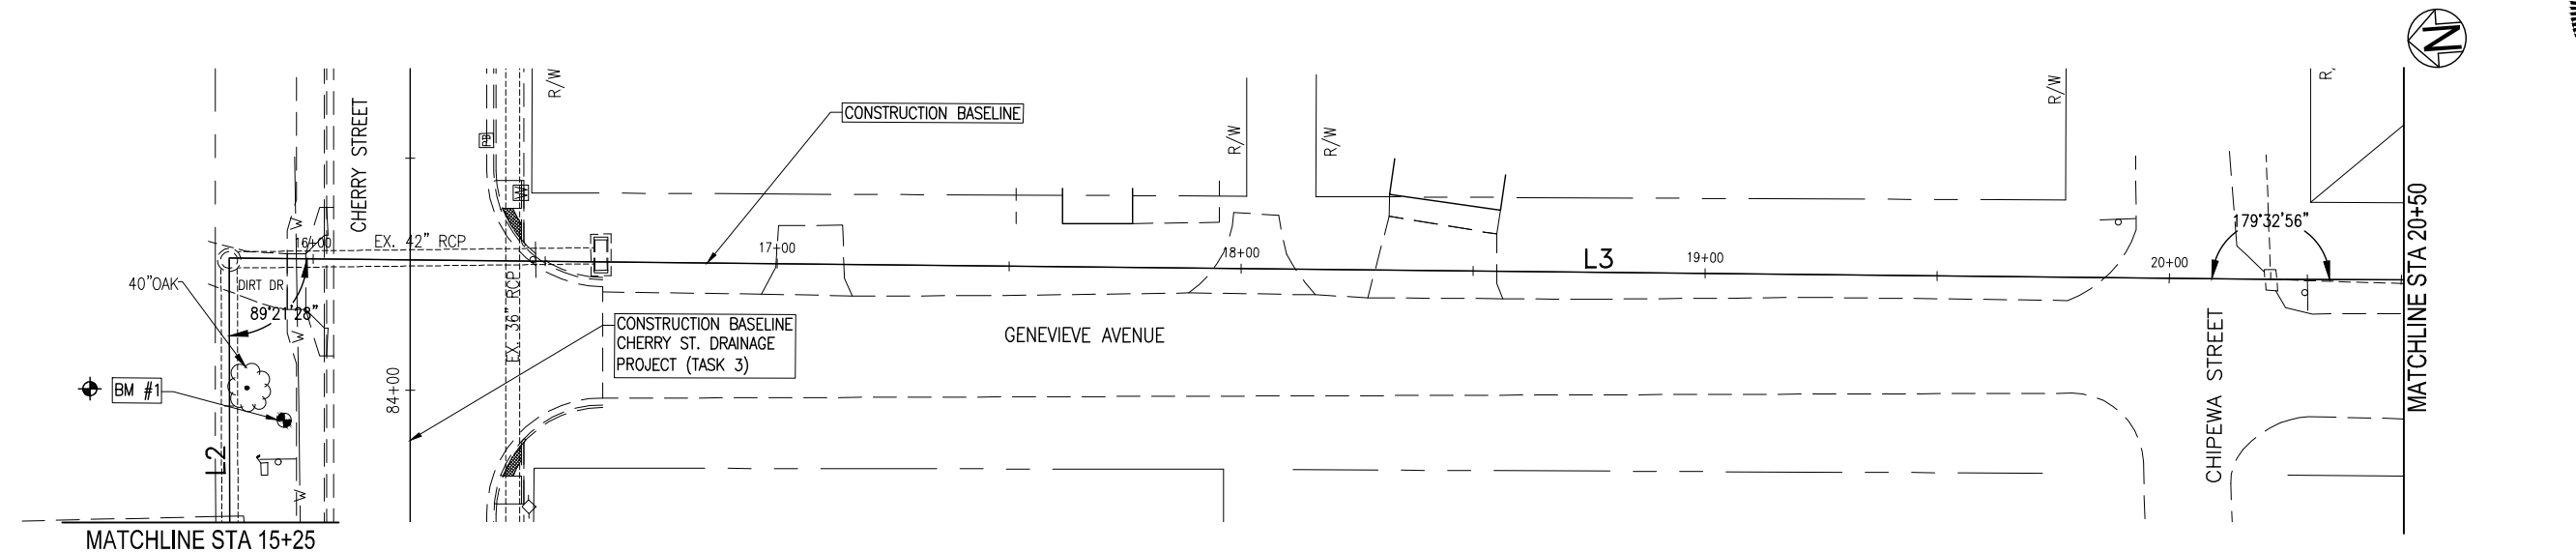 N
R/W
R/W
R/W
R/W
R/
CHERRY STREET
CONSTRUCTION BASELINE
PB
W
W
16+00
EX. 42" RCP
17+00
18+00
L3
19+00
20+00
179°32'56"
40"OAK
DIRT DR
89°21'28"
W
EX. 36" RCP
CONSTRUCTION BASELINE
CHERRY ST. DRAINAGE
PROJECT (TASK 3)
GENEVIEVE AVENUE
CHIPEWA STREET
MATCHLINE STA 20+50
BM #1
84+00
L2
W
MATCHLINE STA 15+25